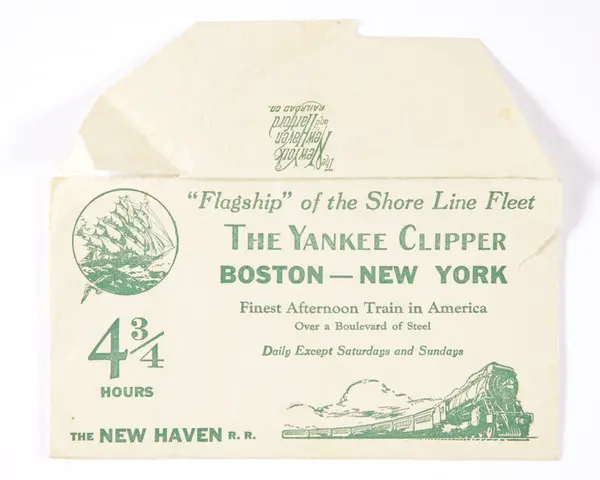 The New York
New Haven
and Hartford
RAILROAD CO.
"Flagship" of the Shore Line Fleet
THE YANKEE CLIPPER
BOSTON — NEW YORK
Finest Afternoon Train in America
Over a Boulevard of Steel
Daily Except Saturdays and Sundays
4 3/4
HOURS
THE NEW HAVEN R. R.